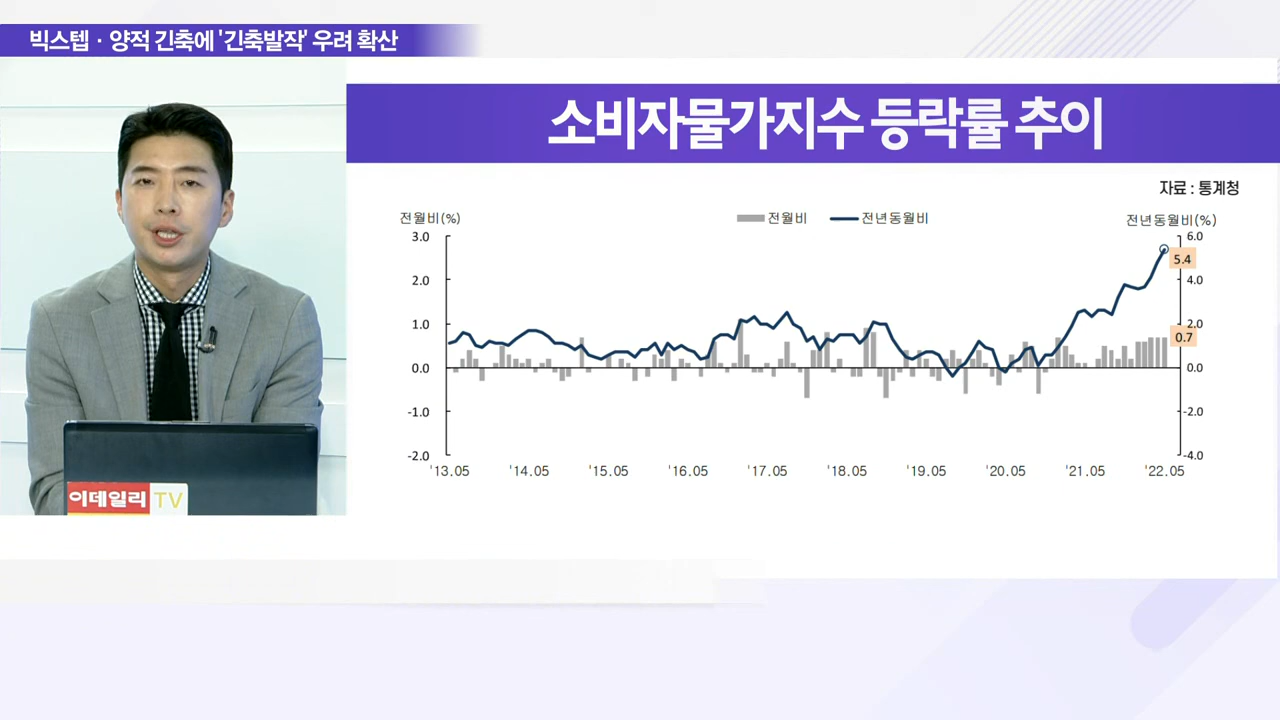 빅스텝 · 양적 긴축에 '긴축발작' 우려 확산
소비자물가지수 등락률 추이
자료 : 통계청
전월비(%)
전월비
전년동월비
전년동월비(%)
3.0
2.0
1.0
0.0
-1.0
-2.0
6.0
5.4
4.0
2.0
0.7
0.0
-2.0
-4.0
'13.05 '14.05 '15.05 '16.05 '17.05 '18.05 '19.05 '20.05 '21.05 '22.05
이데일리 TV